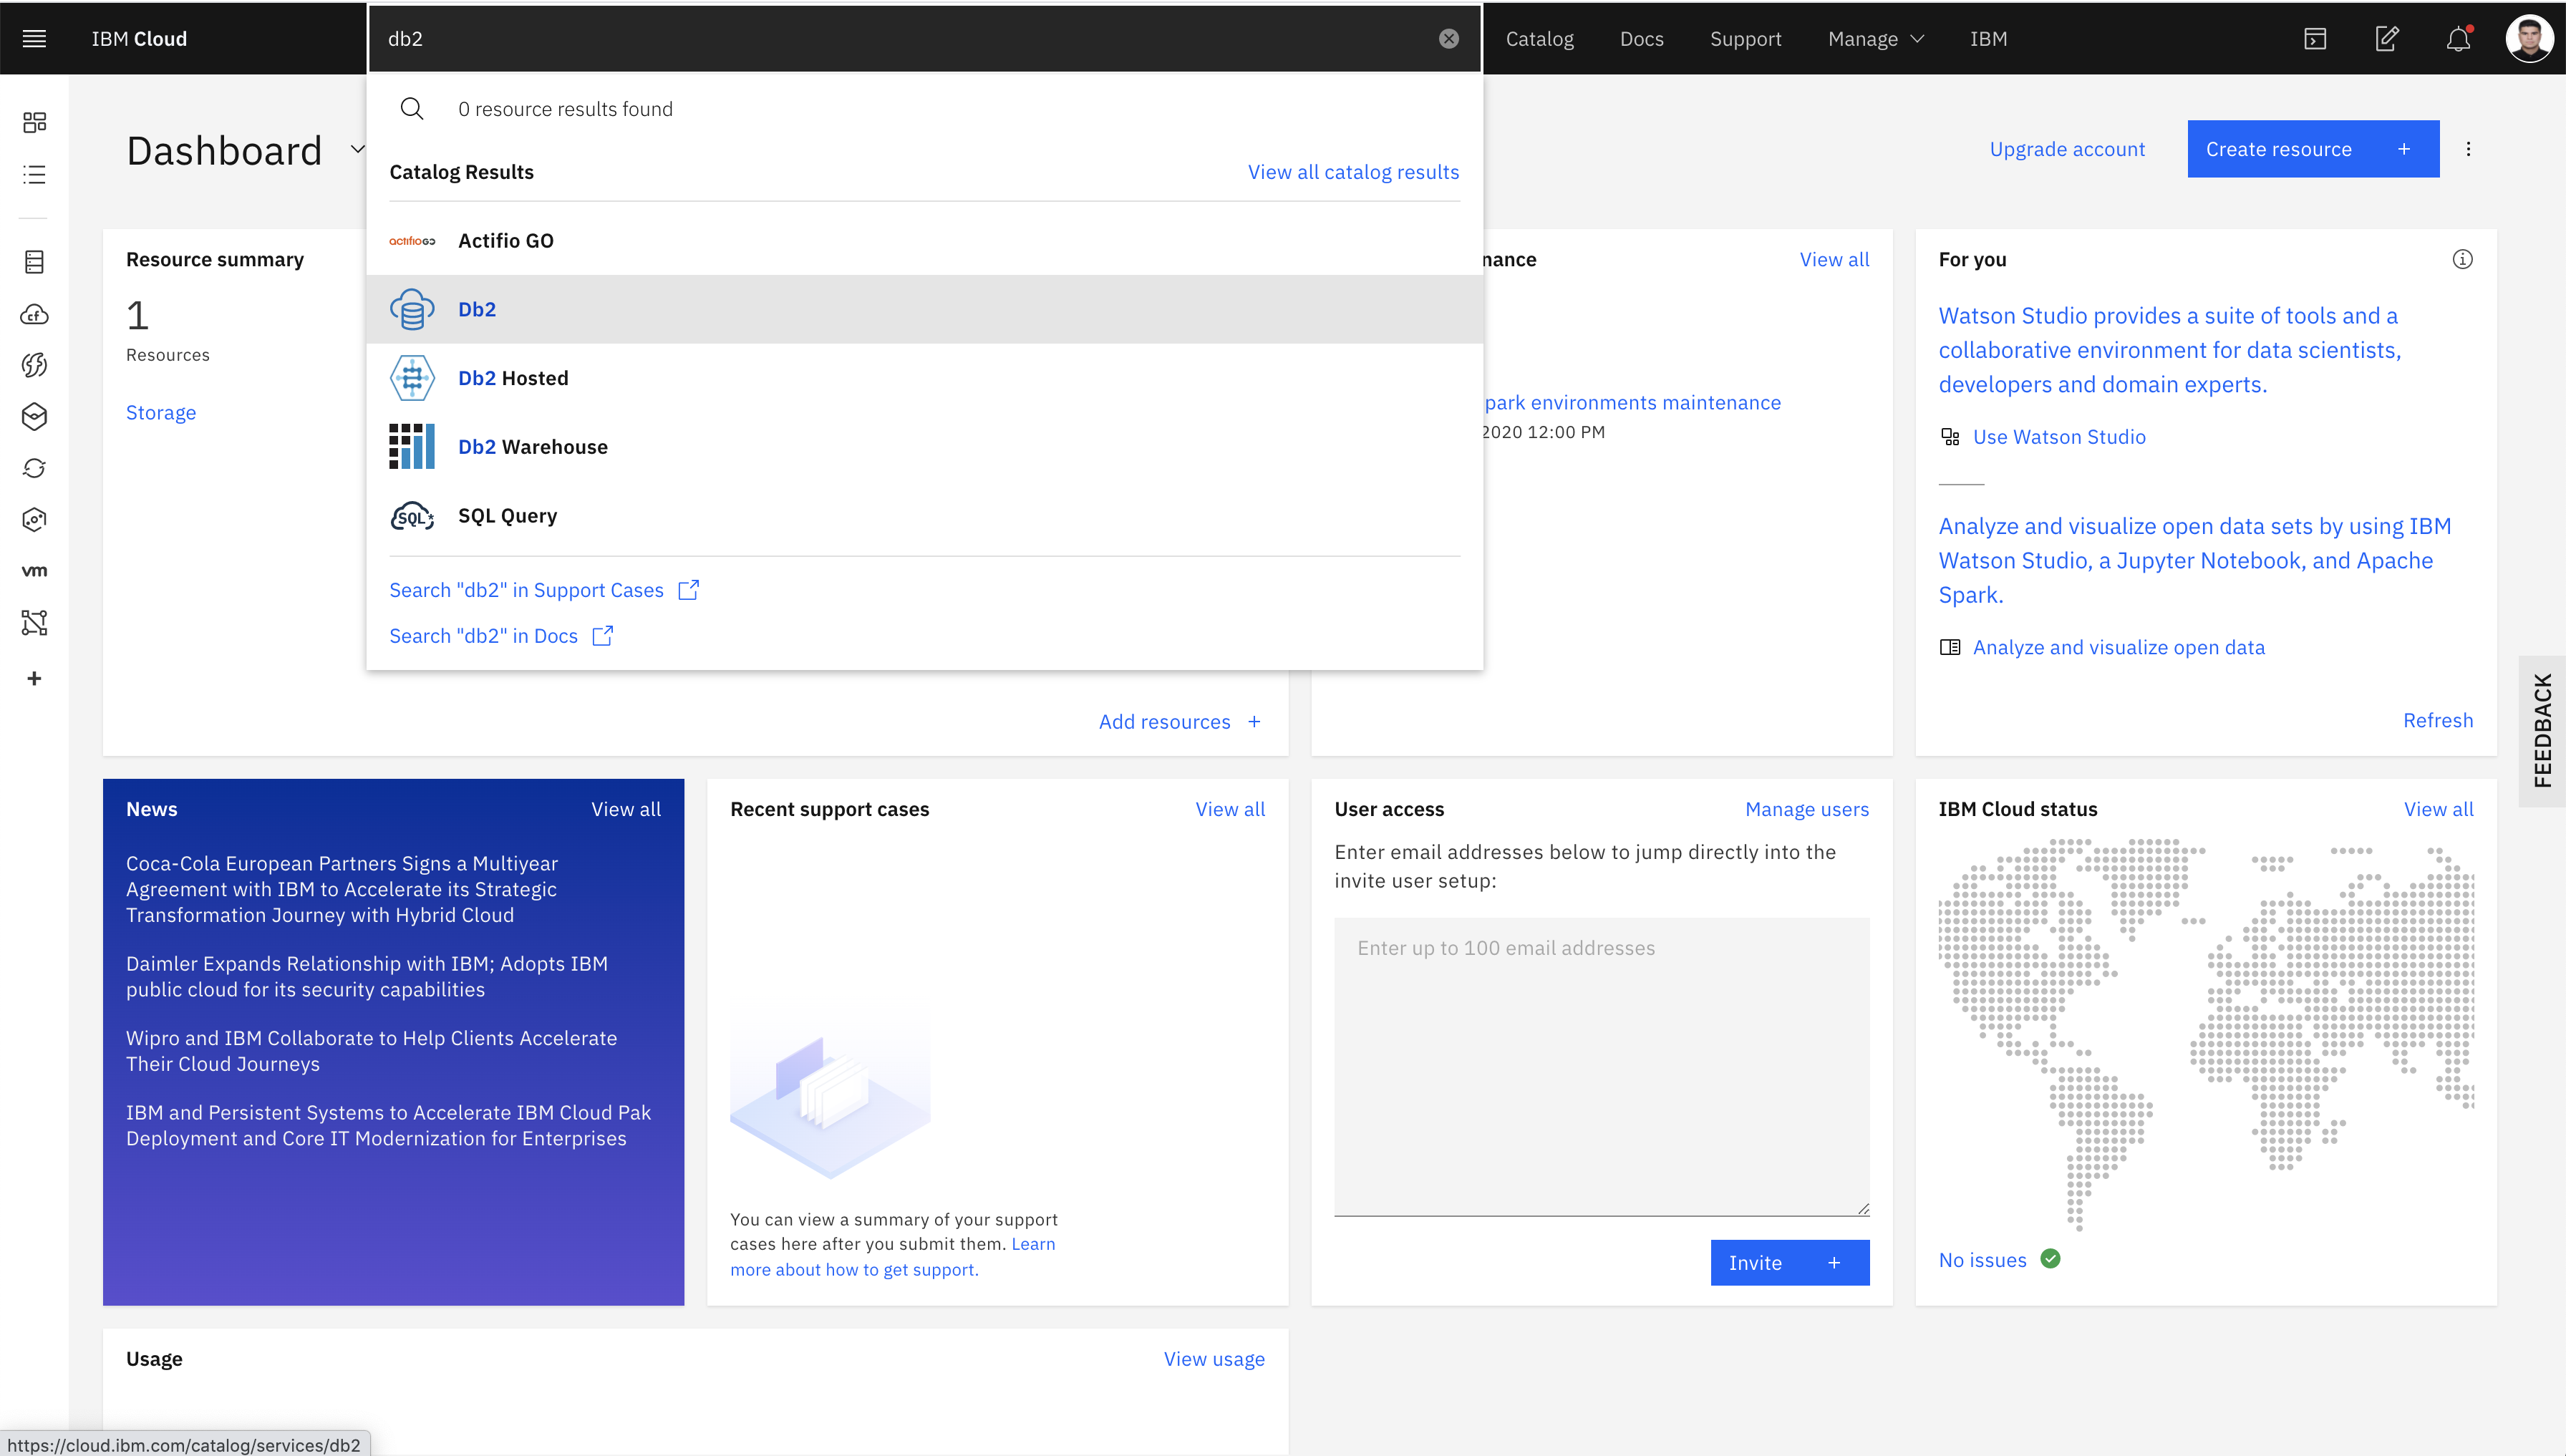 IBM Cloud
db2
Catalog
Docs
Support
Manage
IBM
0 resource results found
Catalog Results
View all catalog results
actifio GO
Actifio GO
Db2
Db2 Hosted
Db2 Warehouse
SQL
SQL Query
Search "db2" in Support Cases
Search "db2" in Docs
Dashboard
Upgrade account
Create resource +
cf
vm
+
Resource summary
1
Resources
Storage
Add resources +
nance
View all
park environments maintenance
2020 12:00 PM
For you
Watson Studio provides a suite of tools and a
collaborative environment for data scientists,
developers and domain experts.
Use Watson Studio
Analyze and visualize open data sets by using IBM
Watson Studio, a Jupyter Notebook, and Apache
Spark.
Analyze and visualize open data
Refresh
FEEDBACK
News
View all
Coca-Cola European Partners Signs a Multiyear
Agreement with IBM to Accelerate its Strategic
Transformation Journey with Hybrid Cloud
Daimler Expands Relationship with IBM; Adopts IBM
public cloud for its security capabilities
Wipro and IBM Collaborate to Help Clients Accelerate
Their Cloud Journeys
IBM and Persistent Systems to Accelerate IBM Cloud Pak
Deployment and Core IT Modernization for Enterprises
Recent support cases
View all
You can view a summary of your support
cases here after you submit them. Learn
more about how to get support.
User access
Manage users
Enter email addresses below to jump directly into the
invite user setup:
Enter up to 100 email addresses
Invite +
IBM Cloud status
View all
No issues
Usage
View usage
https://cloud.ibm.com/catalog/services/db2